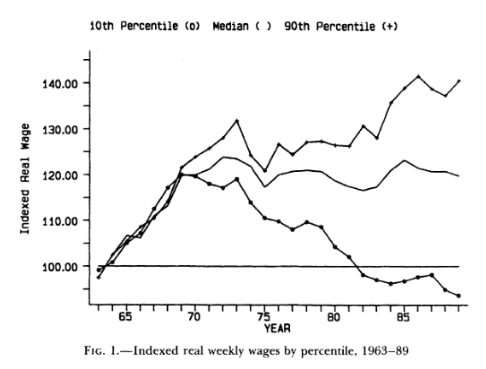 10th Percentile (o) Median ( ) 90th Percentile (+)
140.00
130.00
120.00
110.00
100.00
Indexed Real Wage
65 70 75 80 85
YEAR
FIG. 1.—Indexed real weekly wages by percentile, 1963–89